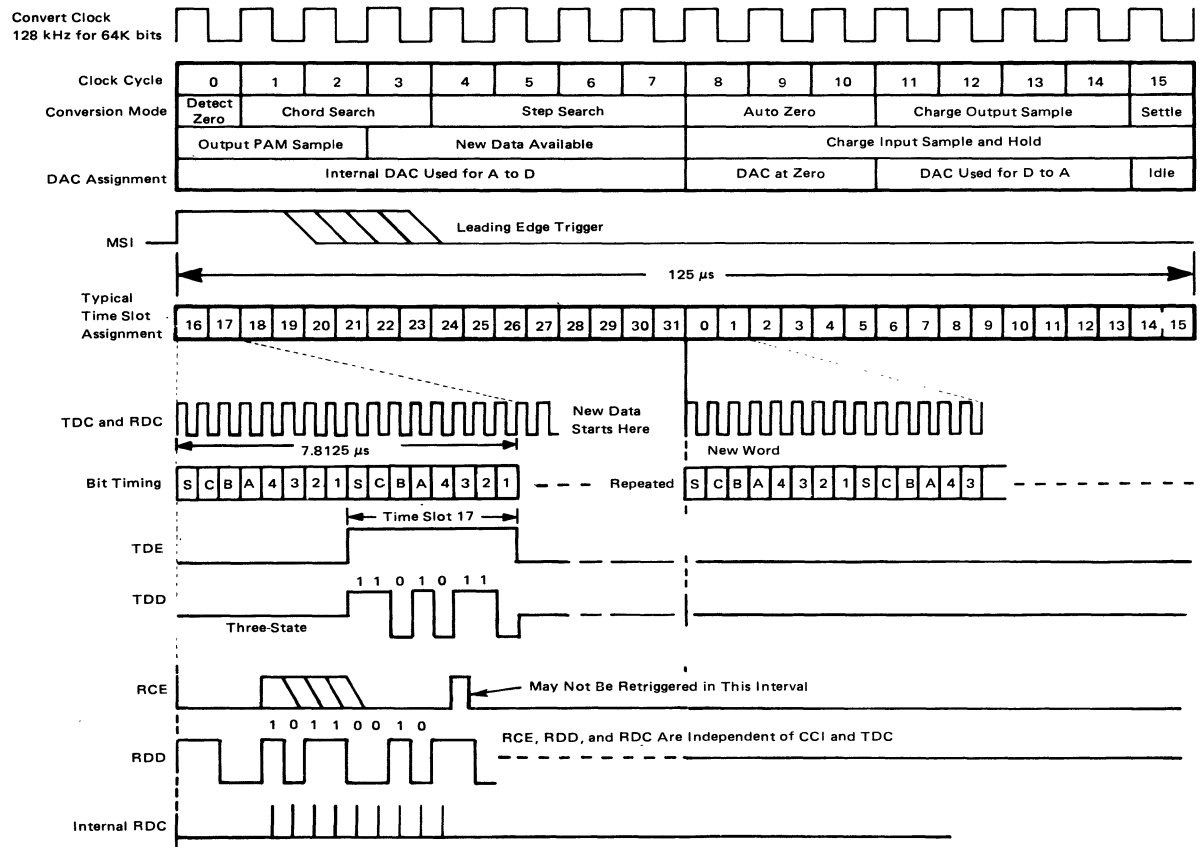 Convert Clock
128 kHz for 64K bits
Clock Cycle 0 1 2 3 4 5 6 7 8 9 10 11 12 13 14 15
Conversion Mode Detect Zero Chord Search Step Search Auto Zero Charge Output Sample Settle
Output PAM Sample New Data Available Charge Input Sample and Hold
DAC Assignment Internal DAC Used for A to D DAC at Zero DAC Used for D to A Idle
MSI Leading Edge Trigger
125 μs
Typical
Time Slot
Assignment
16 17 18 19 20 21 22 23 24 25 26 27 28 29 30 31 0 1 2 3 4 5 6 7 8 9 10 11 12 13 14 15
TDC and RDC
New Data
Starts Here
7.8125 μs
New Word
Bit Timing S C B A 4 3 2 1 S C B A 4 3 2 1 Repeated S C B A 4 3 2 1 S C B A 4 3
Time Slot 17
TDE
1 1 0 1 0 1 1
TDD
Three-State
RCE May Not Be Retriggered in This Interval
1 0 1 1 0 0 1 0
RDD RCE, RDD, and RDC Are Independent of CCI and TDC
Internal RDC